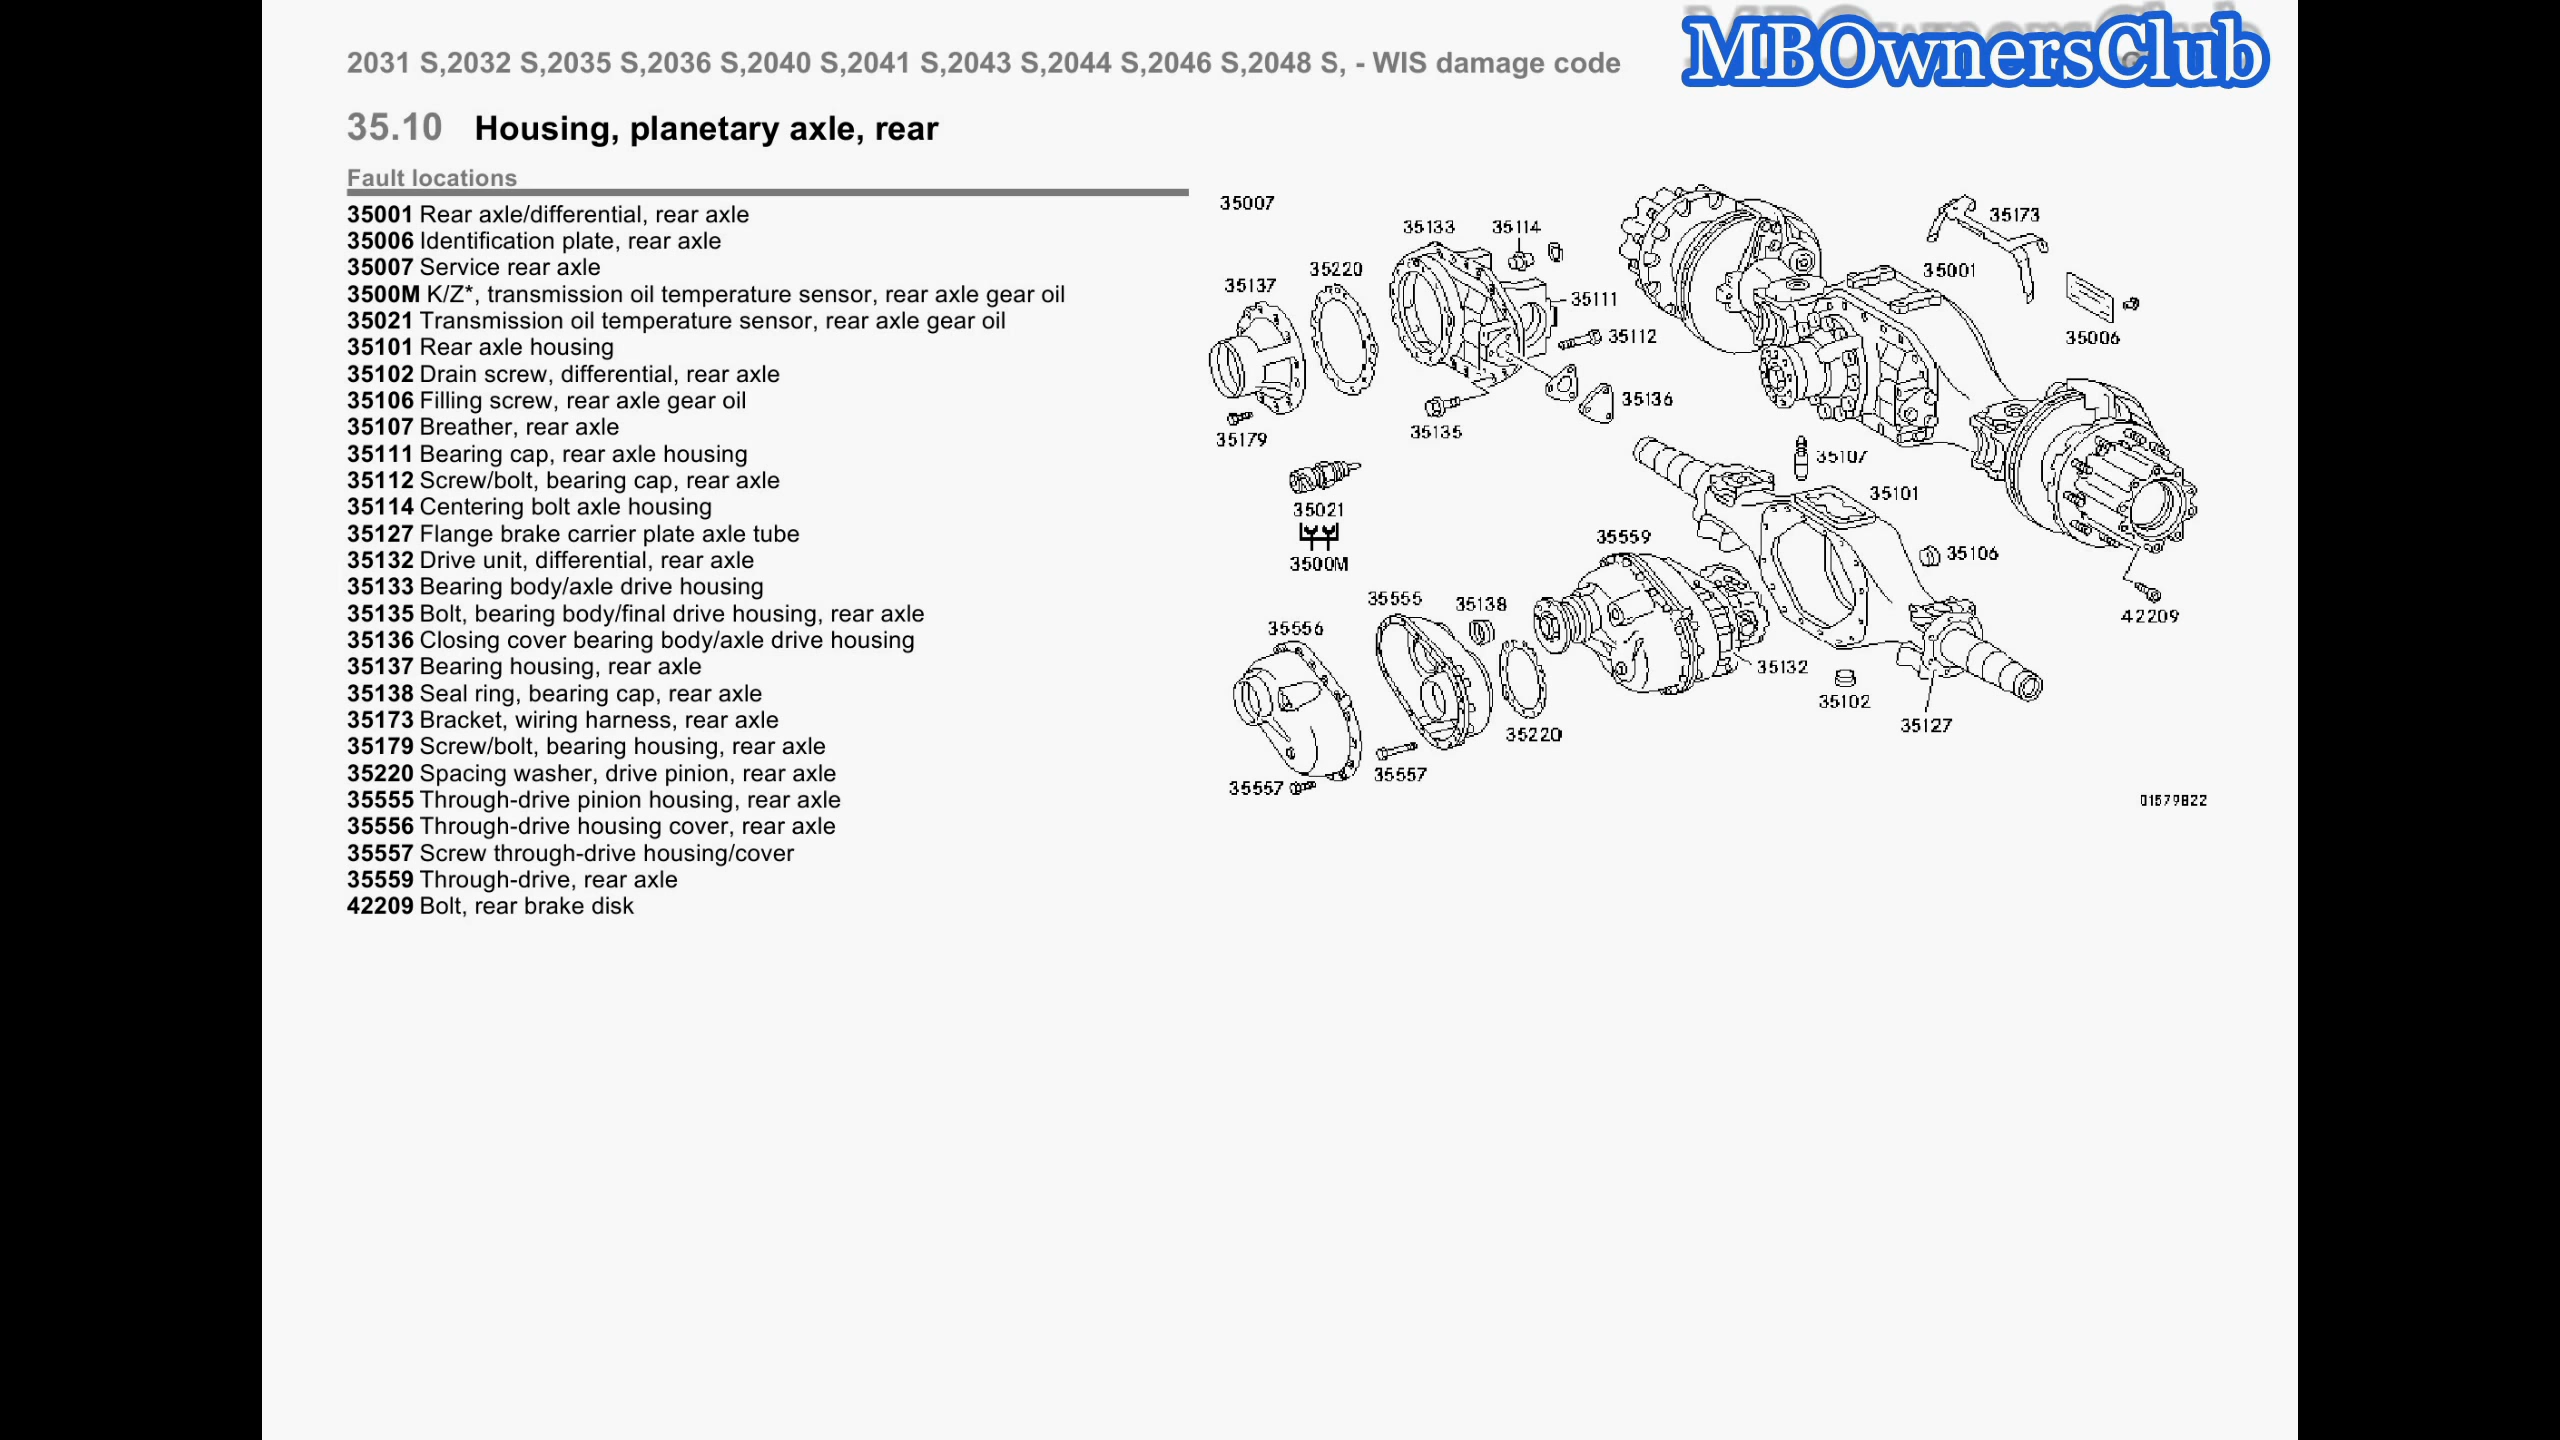 MBOwnersClub
2031 S,2032 S,2035 S,2036 S,2040 S,2041 S,2043 S,2044 S,2046 S,2048 S, - WIS damage code
35.10 Housing, planetary axle, rear
Fault locations
35001 Rear axle/differential, rear axle
35006 Identification plate, rear axle
35007 Service rear axle
3500M K/Z*, transmission oil temperature sensor, rear axle gear oil
35021 Transmission oil temperature sensor, rear axle gear oil
35101 Rear axle housing
35102 Drain screw, differential, rear axle
35106 Filling screw, rear axle gear oil
35107 Breather, rear axle
35111 Bearing cap, rear axle housing
35112 Screw/bolt, bearing cap, rear axle
35114 Centering bolt axle housing
35127 Flange brake carrier plate axle tube
35132 Drive unit, differential, rear axle
35133 Bearing body/axle drive housing
35135 Bolt, bearing body/final drive housing, rear axle
35136 Closing cover bearing body/axle drive housing
35137 Bearing housing, rear axle
35138 Seal ring, bearing cap, rear axle
35173 Bracket, wiring harness, rear axle
35179 Screw/bolt, bearing housing, rear axle
35220 Spacing washer, drive pinion, rear axle
35555 Through-drive pinion housing, rear axle
35556 Through-drive housing cover, rear axle
35557 Screw through-drive housing/cover
35559 Through-drive, rear axle
42209 Bolt, rear brake disk
35007
35133
35114
35173
35220
35001
35137
35111
35112
35006
35136
35135
35179
35107
35101
35021
35559
35106
3500M
35555
35138
42209
35556
35132
35102
35127
35220
35557
35557
01579822